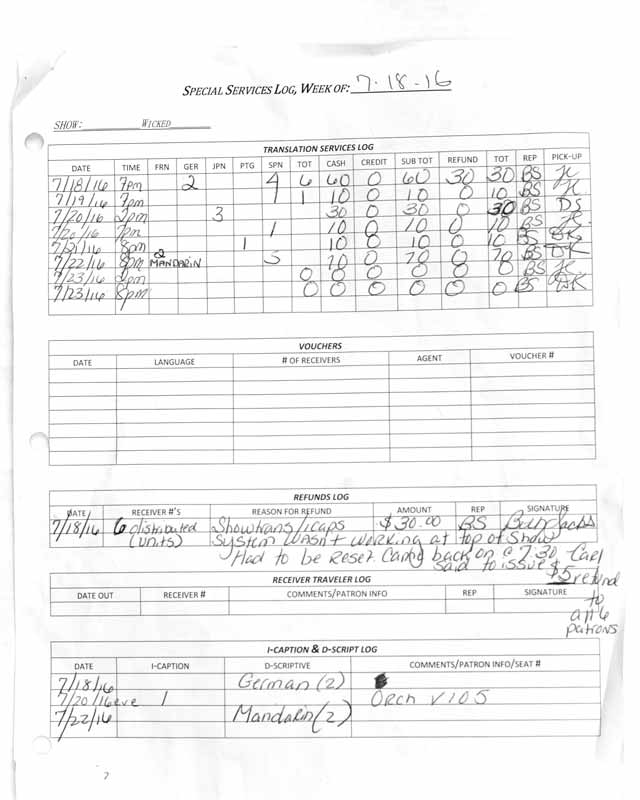 SPECIAL SERVICES LOG, WEEK OF: 7-18-16
SHOW: WICKED
TRANSLATION SERVICES LOG
DATE TIME FRN GER JPN PTG SPN TOT CASH CREDIT SUB TOT REFUND TOT REP PICK-UP
7/18/16 7pm 2 4 6 60 0 60 30 30 BS JC
7/19/16 7pm 1 1 10 0 10 0 10 BS JC
7/20/16 2pm 3 30 0 30 0 30 BS DS
7/20/16 7pm 1 10 0 10 0 10 BS JC
7/21/16 8pm 1 10 0 10 0 10 BS
7/22/16 8pm 2 MANDARIN 5 70 0 70 0 70 BS DK
7/23/16 2pm 0 0 0 0 0 0 BS JC
7/23/16 8pm 0 0 0 0 0 0 BS DK
VOUCHERS
DATE LANGUAGE # OF RECEIVERS AGENT VOUCHER #
REFUNDS LOG
DATE RECEIVER #'S REASON FOR REFUND AMOUNT REP SIGNATURE
7/18/16 6 distributed Showtrans/icaps $30.00 BS
(units) System wasn't working at top of Show
Had to be Reset. Came back on @ 7:30 Carl
said to issue $5 refund
to
all 6
patrons
RECEIVER TRAVELER LOG
DATE OUT RECEIVER # COMMENTS/PATRON INFO REP SIGNATURE
I-CAPTION & D-SCRIPT LOG
DATE I-CAPTION D-SCRIPTIVE COMMENTS/PATRON INFO/SEAT #
7/18/16 German (2)
7/20/16 eve 1 Orch V105
7/22/16 Mandarin (2)